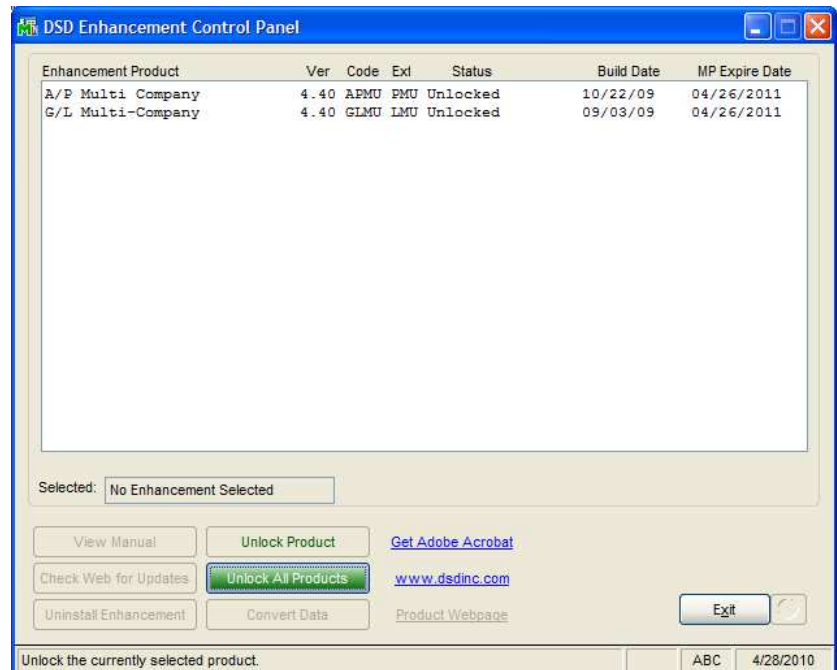 DSD Enhancement Control Panel
Enhancement Product Ver Code Ext Status Build Date MP Expire Date
A/P Multi Company 4.40 APMU PMU Unlocked 10/22/09 04/26/2011
G/L Multi-Company 4.40 GLMU LMU Unlocked 09/03/09 04/26/2011
Selected: No Enhancement Selected
View Manual Unlock Product Get Adobe Acrobat
Check Web for Updates Unlock All Products www.dsdinc.com
Uninstall Enhancement Convert Data Product Webpage Exit
Unlock the currently selected product. ABC 4/28/2010